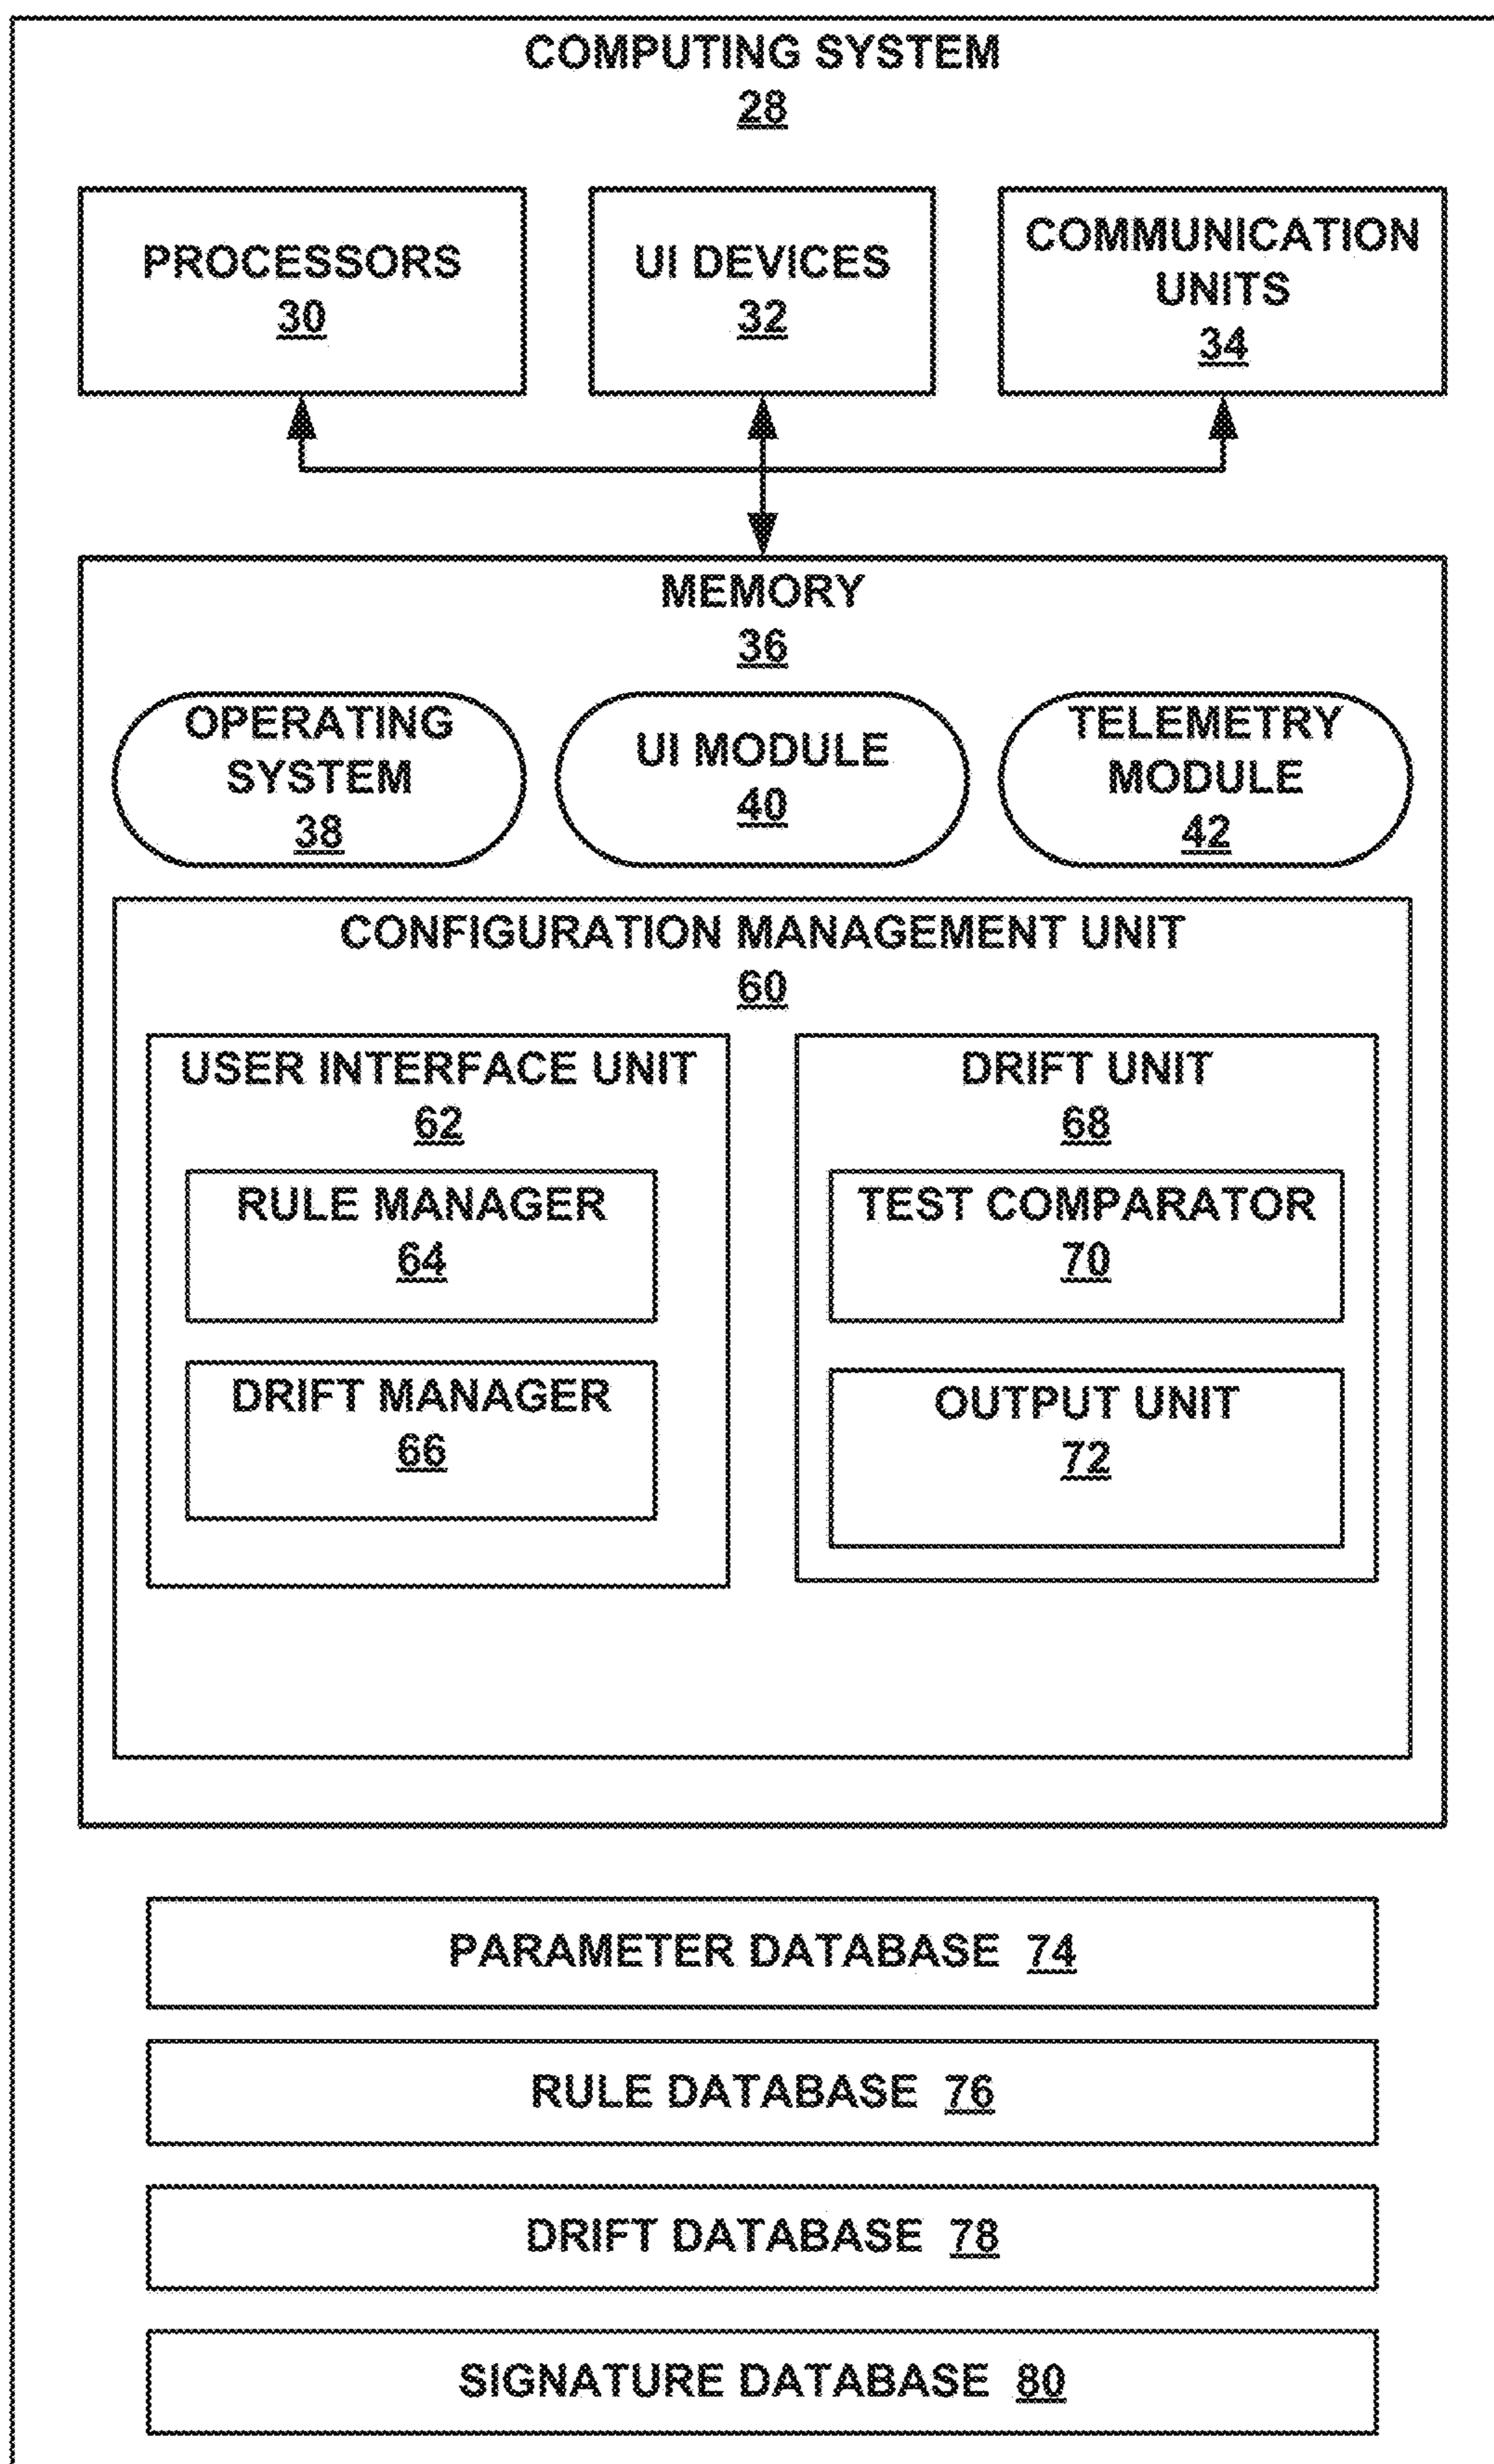 COMPUTING SYSTEM
28
PROCESSORS
30
UI DEVICES
32
COMMUNICATION
UNITS
34
MEMORY
36
OPERATING
SYSTEM
38
UI MODULE
40
TELEMETRY
MODULE
42
CONFIGURATION MANAGEMENT UNIT
60
USER INTERFACE UNIT
62
RULE MANAGER
64
DRIFT MANAGER
66
DRIFT UNIT
68
TEST COMPARATOR
70
OUTPUT UNIT
72
PARAMETER DATABASE 74
RULE DATABASE 76
DRIFT DATABASE 78
SIGNATURE DATABASE 80